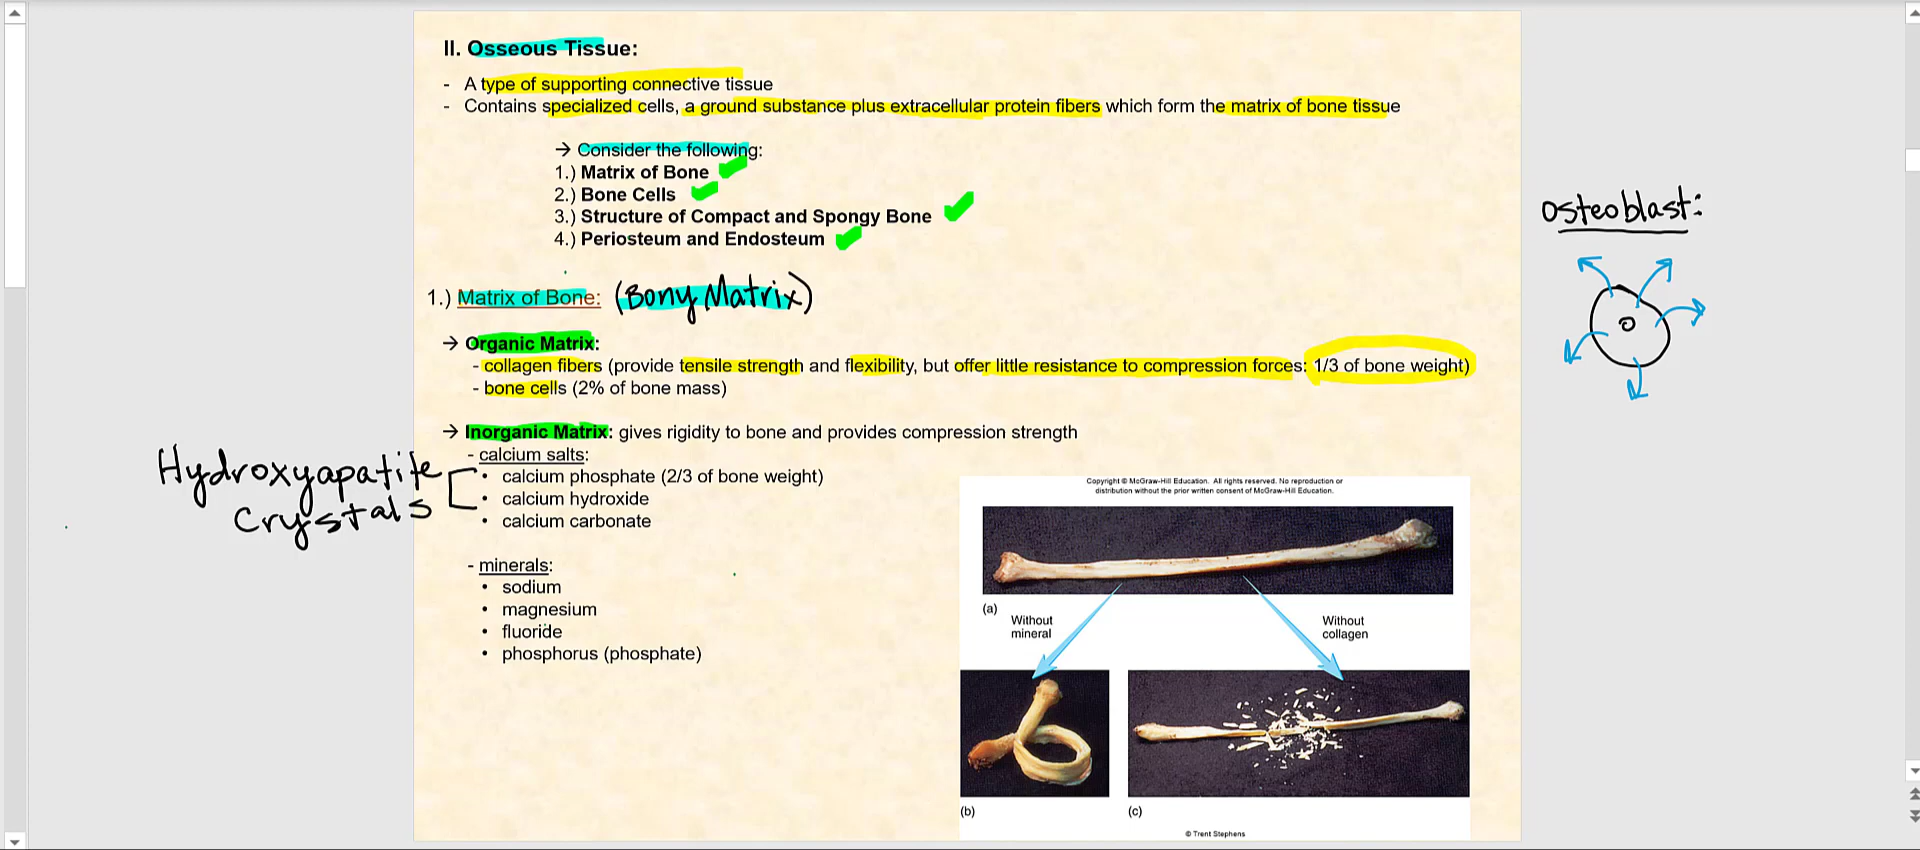 II. Osseous Tissue:
- A type of supporting connective tissue
- Contains specialized cells, a ground substance plus extracellular protein fibers which form the matrix of bone tissue
→ Consider the following:
1.) Matrix of Bone
2.) Bone Cells
3.) Structure of Compact and Spongy Bone
4.) Periosteum and Endosteum
osteoblast:
1.) Matrix of Bone: (Bony Matrix)
→ Organic Matrix:
- collagen fibers (provide tensile strength and flexibility, but offer little resistance to compression forces: 1/3 of bone weight)
- bone cells (2% of bone mass)
→ Inorganic Matrix: gives rigidity to bone and provides compression strength
- calcium salts:
• calcium phosphate (2/3 of bone weight)
• calcium hydroxide
• calcium carbonate
Hydroxyapatite
Crystals
- minerals:
• sodium
• magnesium
• fluoride
• phosphorus (phosphate)
Copyright © McGraw-Hill Education. All rights reserved. No reproduction or
distribution without the prior written consent of McGraw-Hill Education.
(a)
Without
mineral
Without
collagen
(b)
(c)
© Trent Stephens